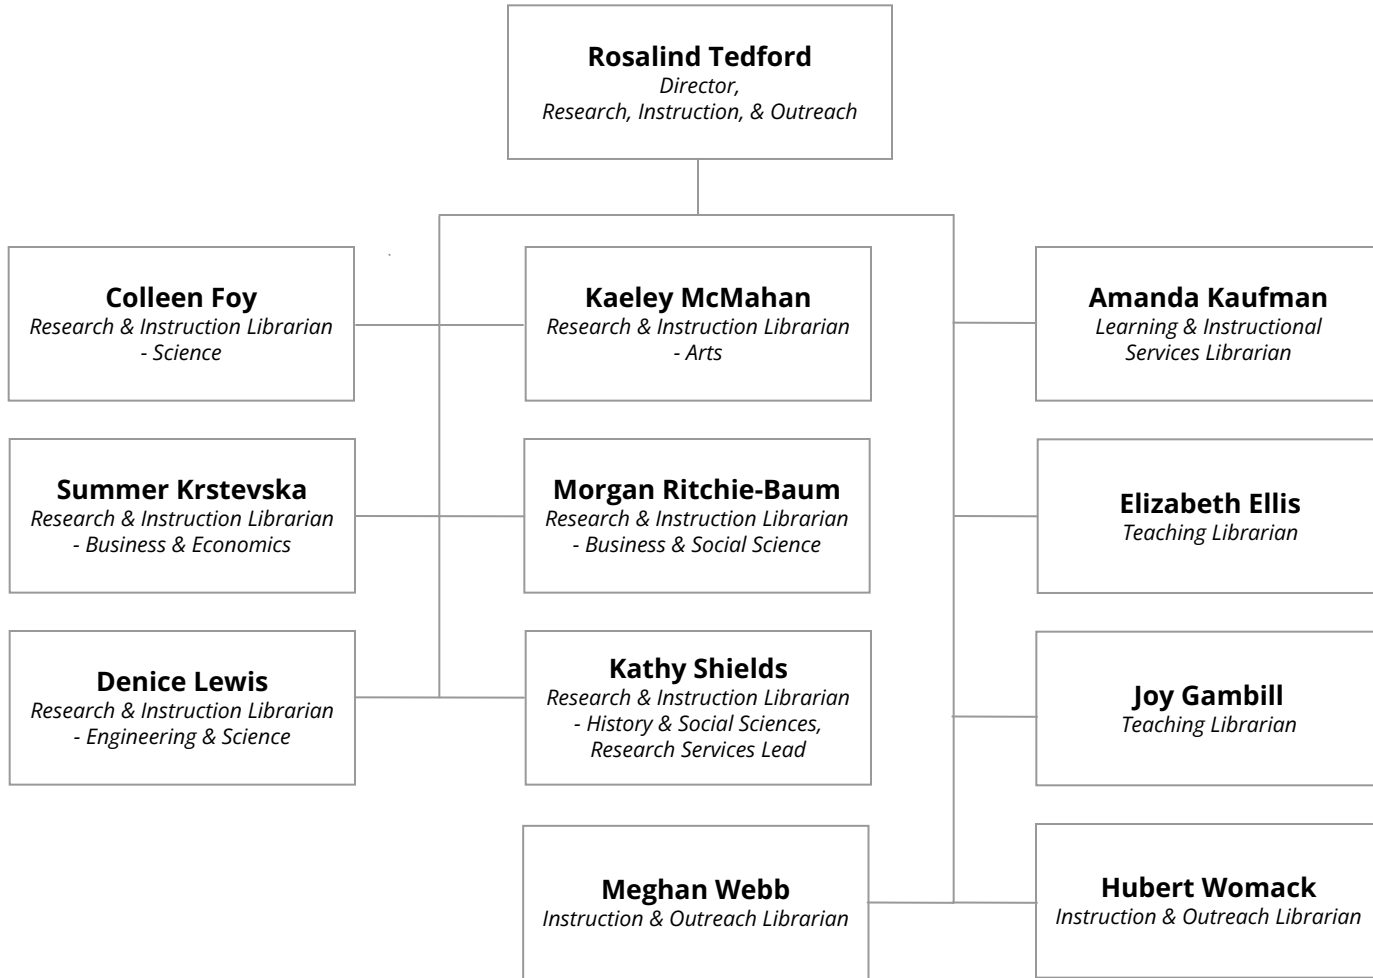 Rosalind Tedford
Director,
Research, Instruction, & Outreach
Colleen Foy
Research & Instruction Librarian
- Science
Kaeley McMahan
Research & Instruction Librarian
- Arts
Amanda Kaufman
Learning & Instructional
Services Librarian
Summer Krstevska
Research & Instruction Librarian
- Business & Economics
Morgan Ritchie-Baum
Research & Instruction Librarian
- Business & Social Science
Elizabeth Ellis
Teaching Librarian
Denice Lewis
Research & Instruction Librarian
- Engineering & Science
Kathy Shields
Research & Instruction Librarian
- History & Social Sciences,
Research Services Lead
Joy Gambill
Teaching Librarian
Meghan Webb
Instruction & Outreach Librarian
Hubert Womack
Instruction & Outreach Librarian